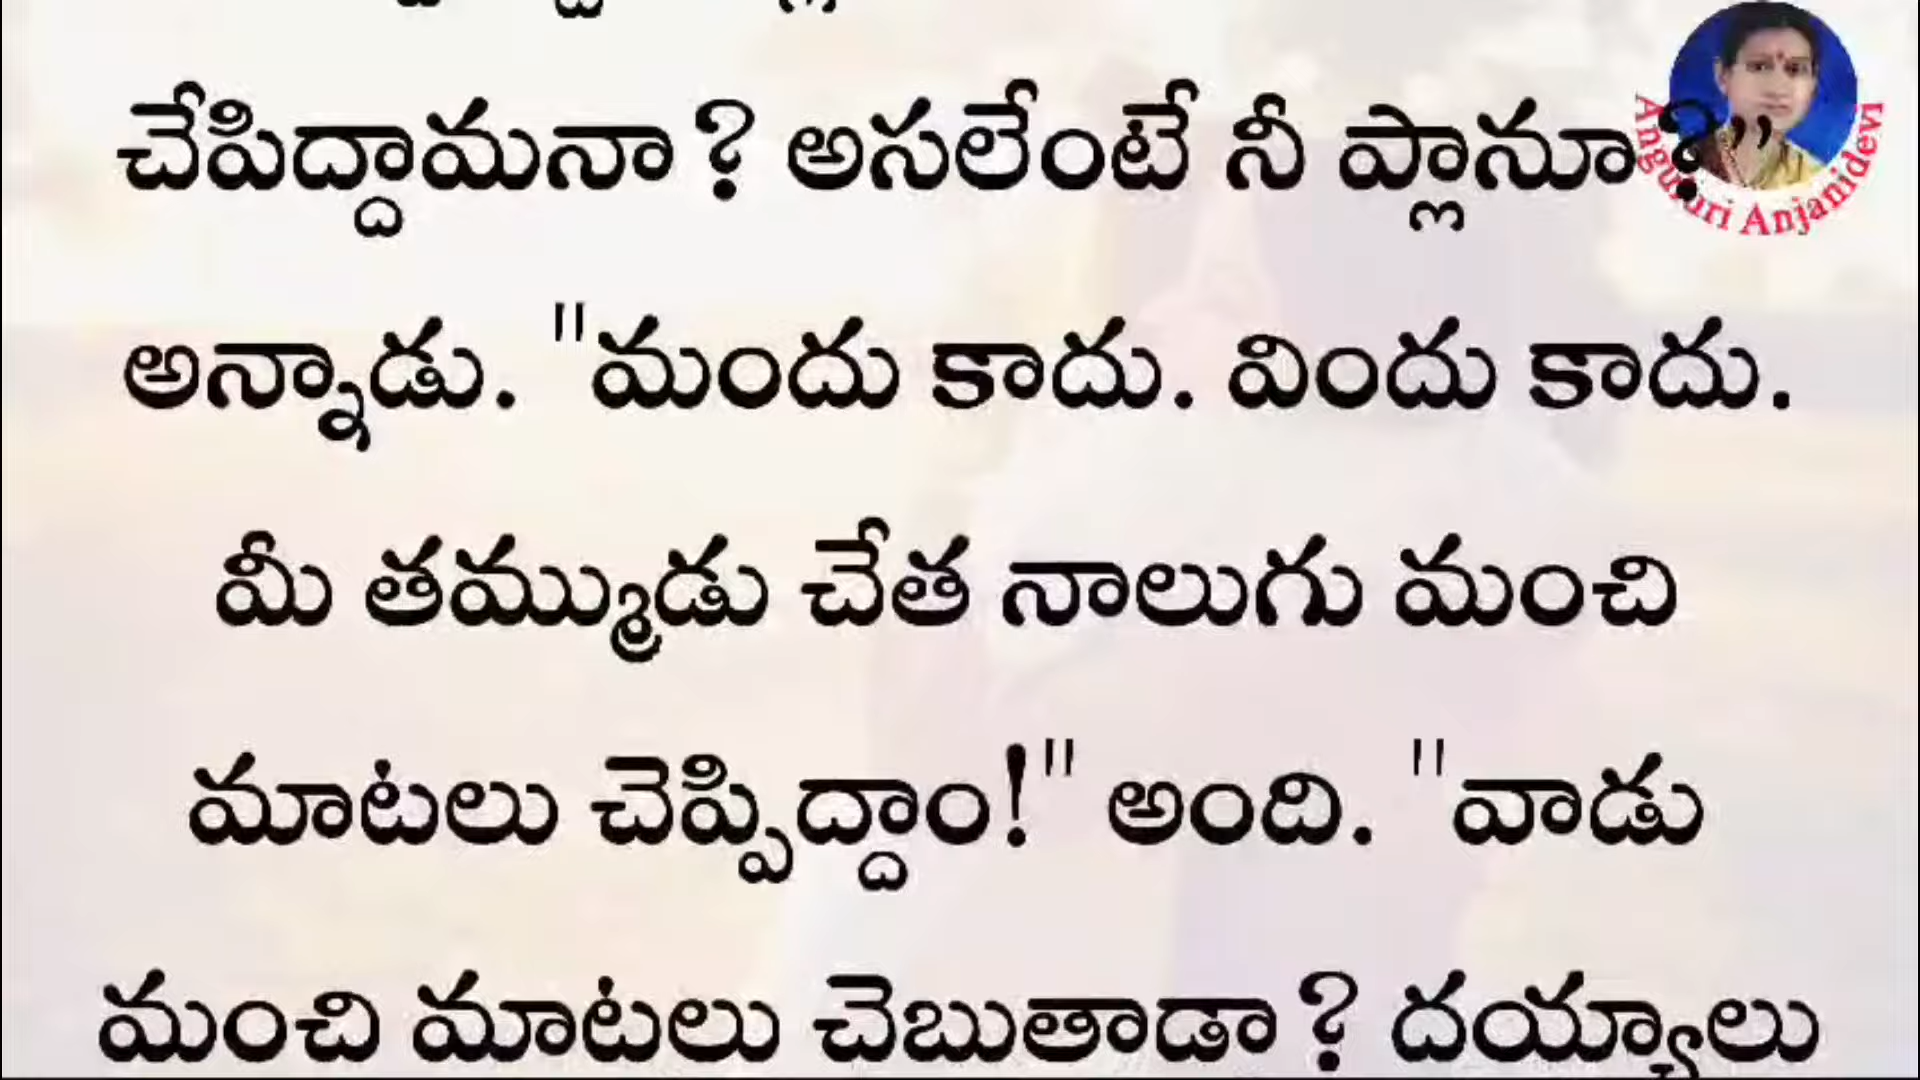 చేపిద్దామనా? అసలేంటే నీ ప్లానూ?”
అన్నాడు. "మందు కాదు. విందు కాదు.
మీ తమ్ముడు చేత నాలుగు మంచి
మాటలు చెప్పిద్దాం!" అంది. "వాడు
మంచి మాటలు చెబుతాడా? దయ్యాలు
Anguluri Anjanidevi